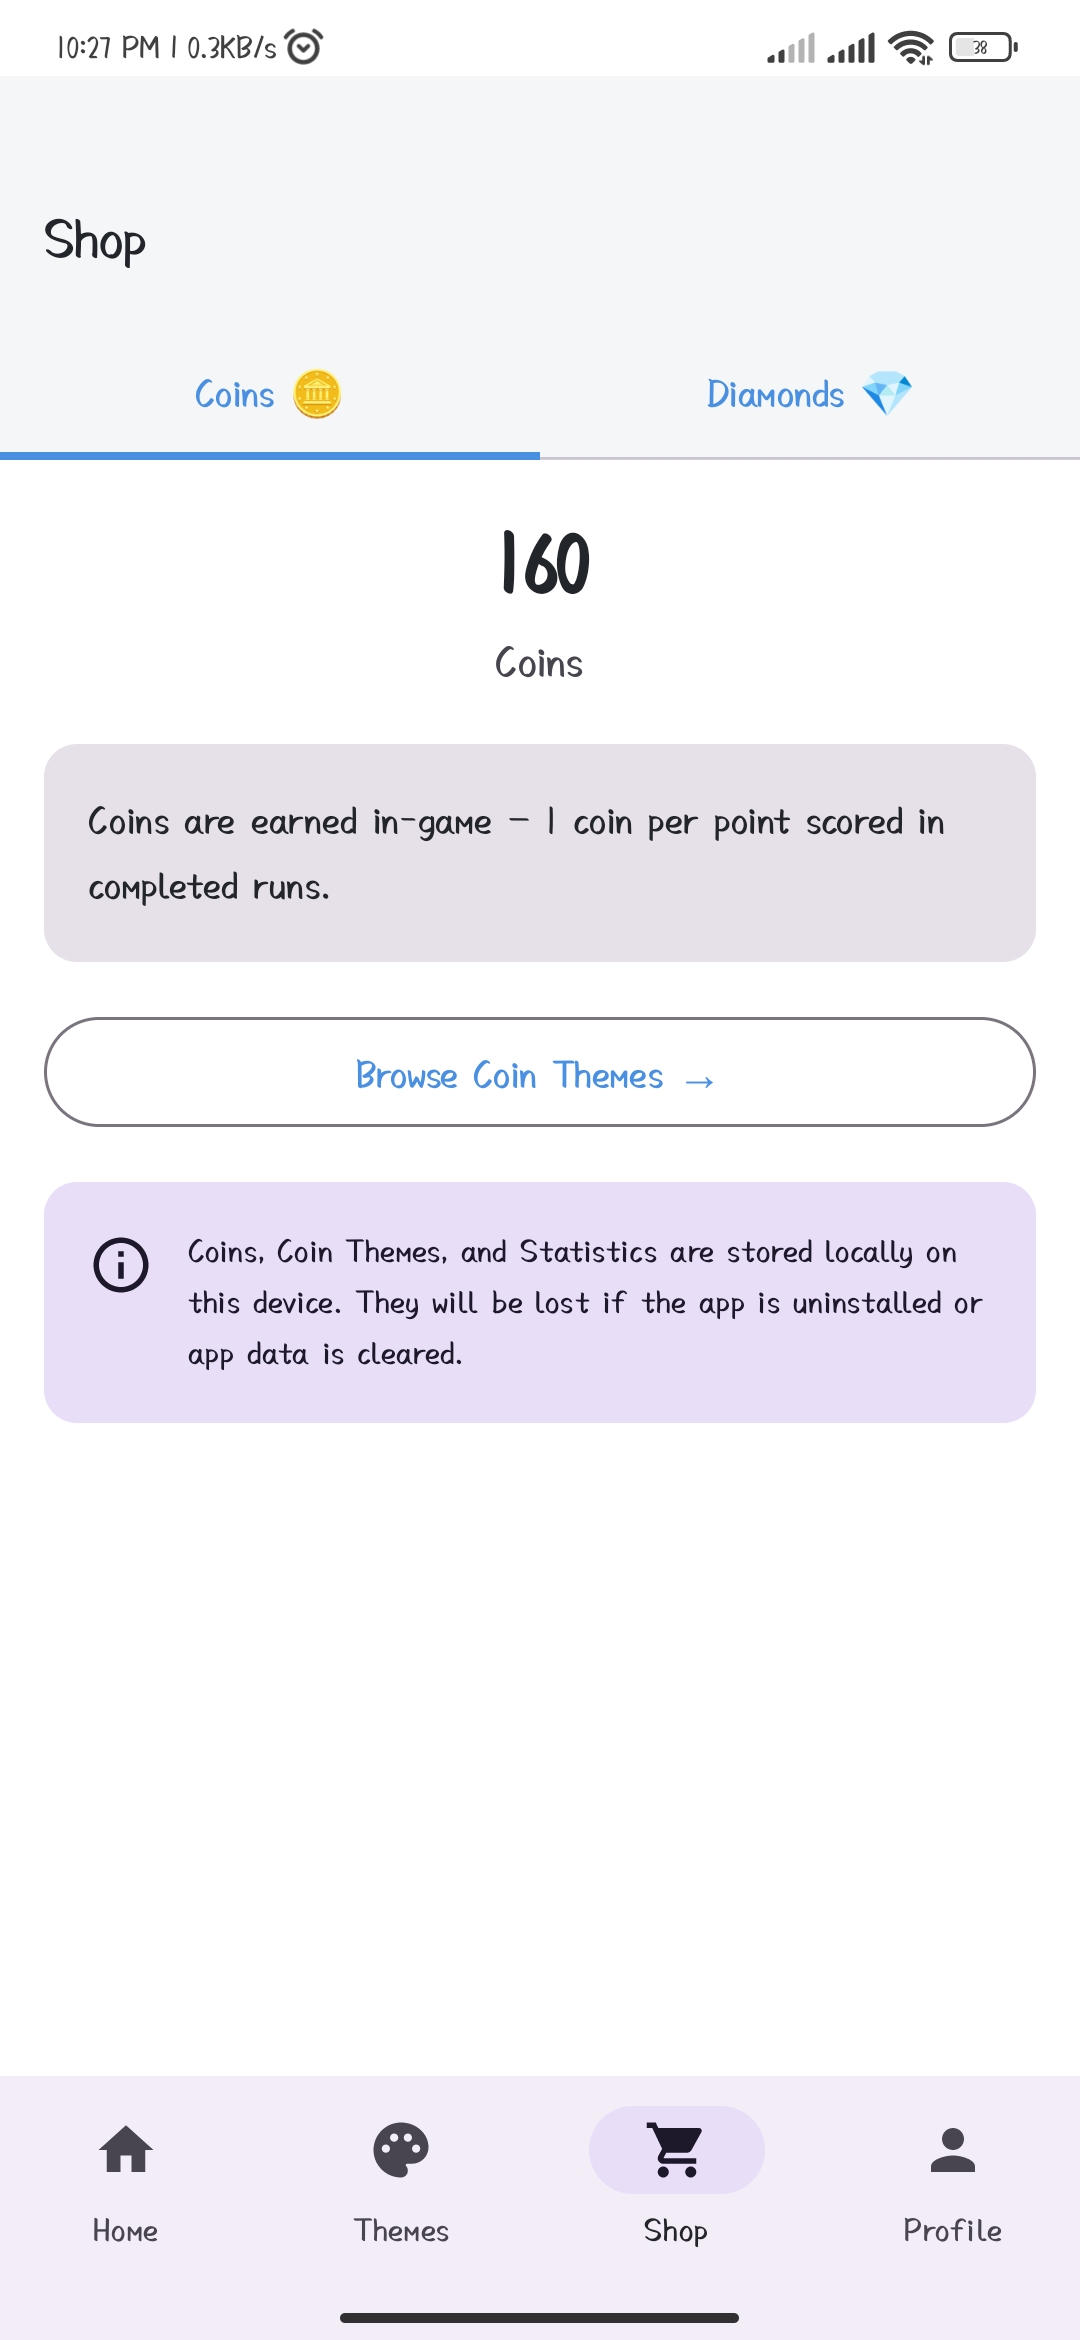 10:27 PM | 0.3KB/s
38
Shop
Coins
Diamonds
160
Coins
Coins are earned in-game – 1 coin per point scored in
completed runs.
Browse Coin Themes →
Coins, Coin Themes, and Statistics are stored locally on
this device. They will be lost if the app is uninstalled or
app data is cleared.
Home
Themes
Shop
Profile